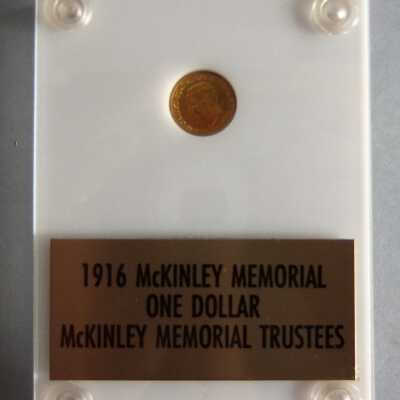 1916 McKINLEY MEMORIAL
ONE DOLLAR
McKINLEY MEMORIAL TRUSTEES